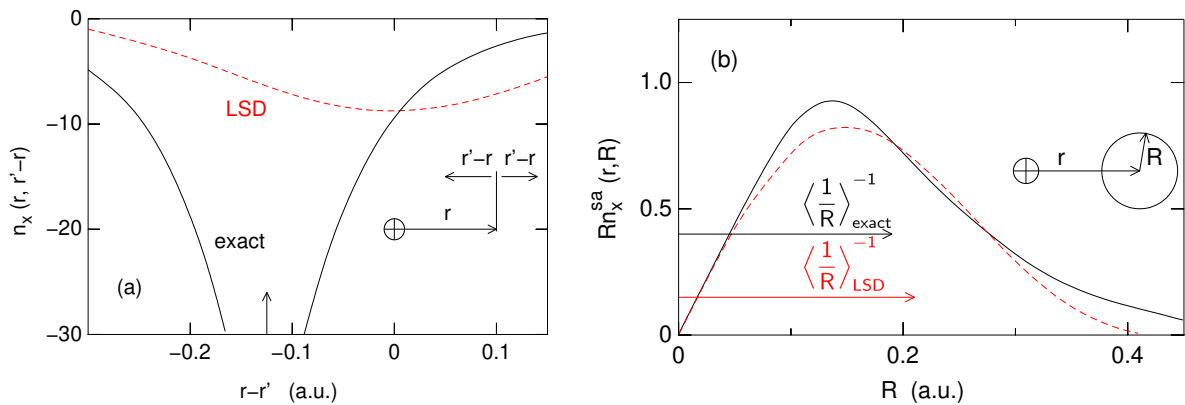 0
−10
−20
−30
n_x (r, r'−r)
LSD
exact
(a)
r'−r r'−r
r
⊕
−0.2 −0.1 0 0.1
r−r' (a.u.)
1.0
0.5
0
Rn_x^sa (r,R)
(b)
r
R
⊕
⟨1/R⟩^−1_exact
⟨1/R⟩^−1_LSD
0 0.2 0.4
R (a.u.)